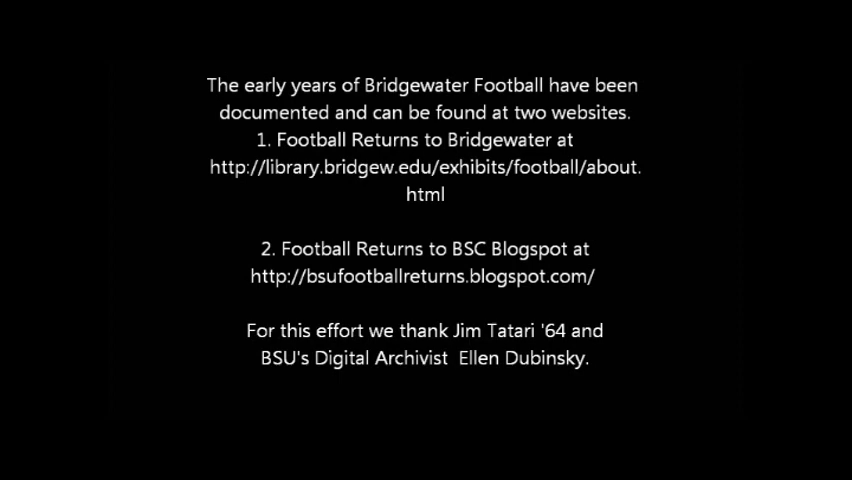 The early years of Bridgewater Football have been
documented and can be found at two websites.
1. Football Returns to Bridgewater at
http://library.bridgew.edu/exhibits/football/about.
html
2. Football Returns to BSC Blogspot at
http://bsufootballreturns.blogspot.com/
For this effort we thank Jim Tatari '64 and
BSU's Digital Archivist  Ellen Dubinsky.